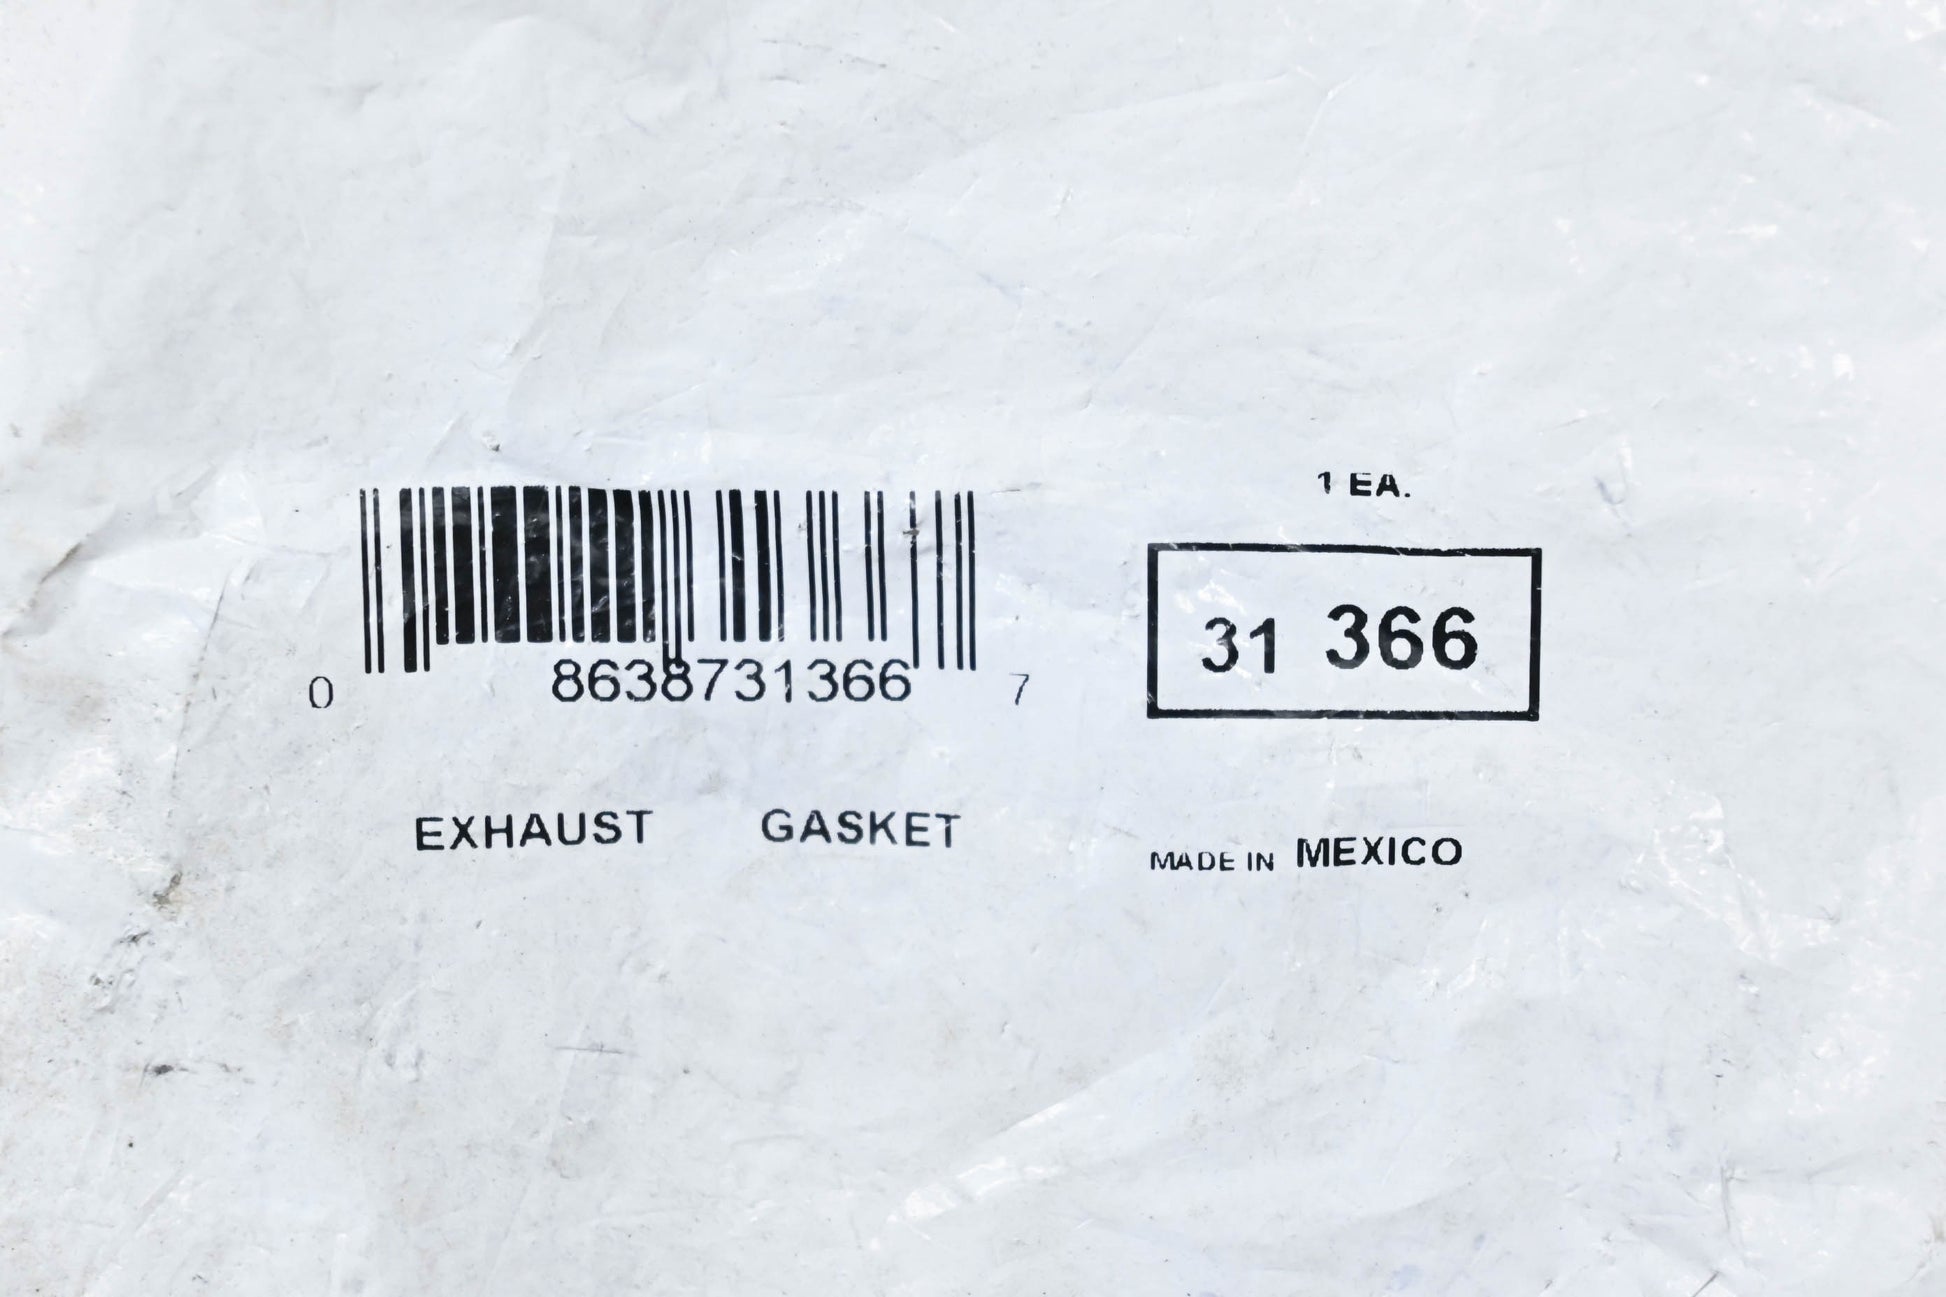 1 EA.
31 366
0 8638731366 7
EXHAUST GASKET
MADE IN MEXICO